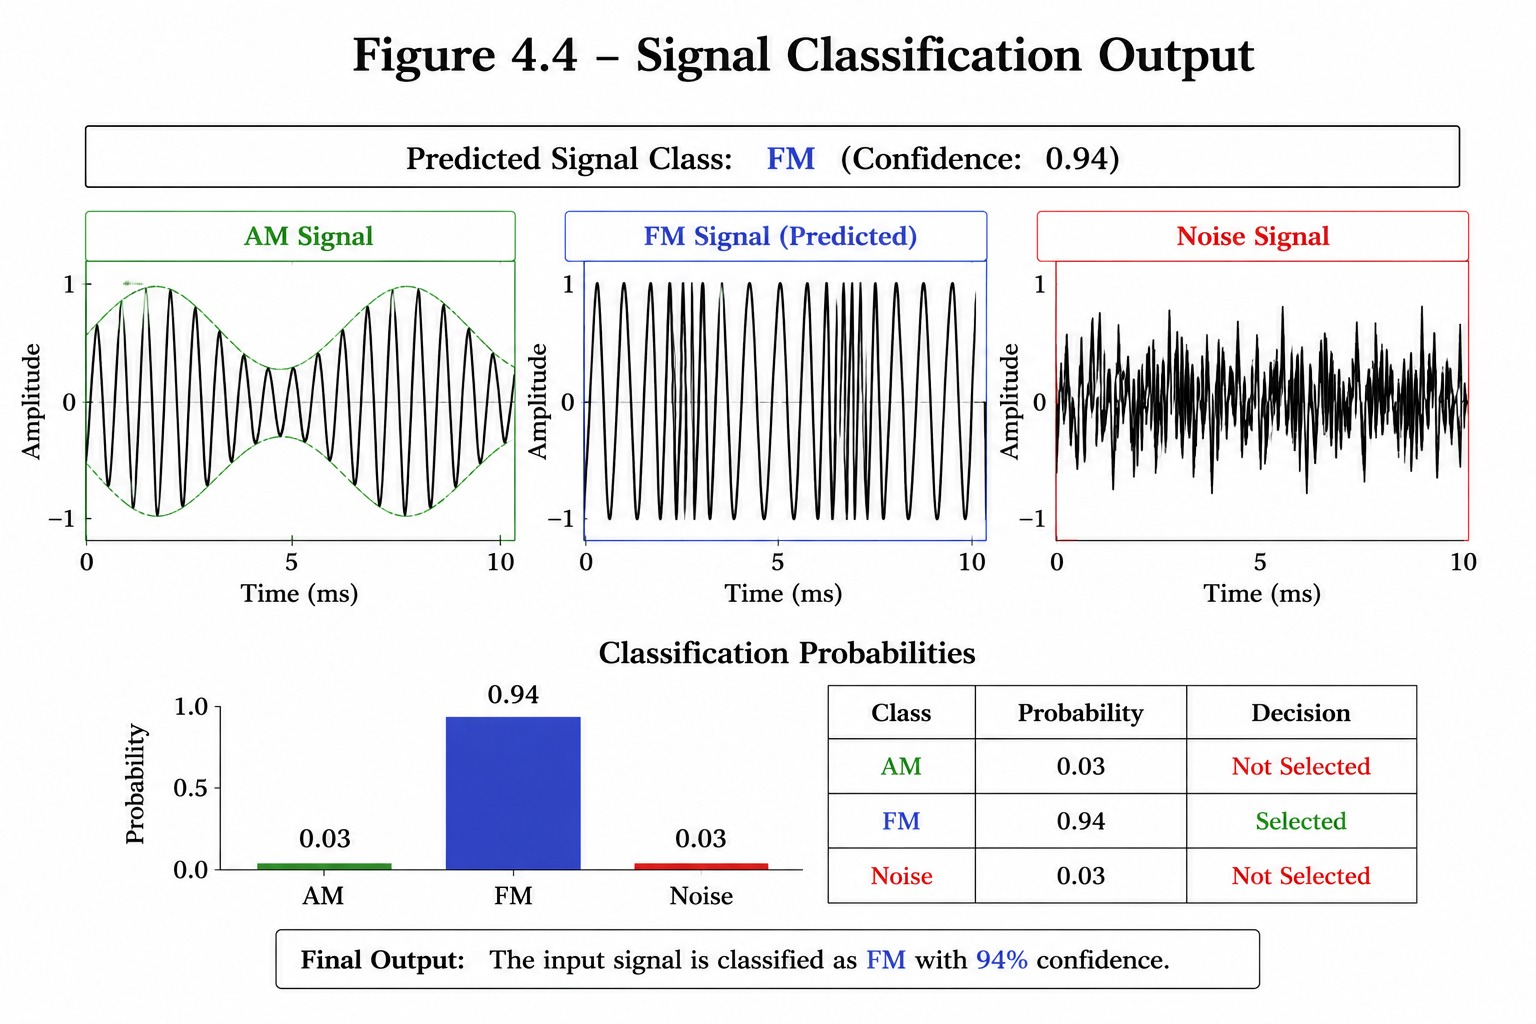 Figure 4.4 – Signal Classification Output
Predicted Signal Class: FM (Confidence: 0.94)
AM Signal
FM Signal (Predicted)
Noise Signal
Amplitude
1
0
−1
0
5
10
Time (ms)
Amplitude
1
0
−1
0
5
10
Time (ms)
Amplitude
1
0
−1
0
5
10
Time (ms)
Classification Probabilities
Probability
1.0
0.5
0.0
0.03
0.94
0.03
AM
FM
Noise
Class Probability Decision
AM 0.03 Not Selected
FM 0.94 Selected
Noise 0.03 Not Selected
Final Output: The input signal is classified as FM with 94% confidence.